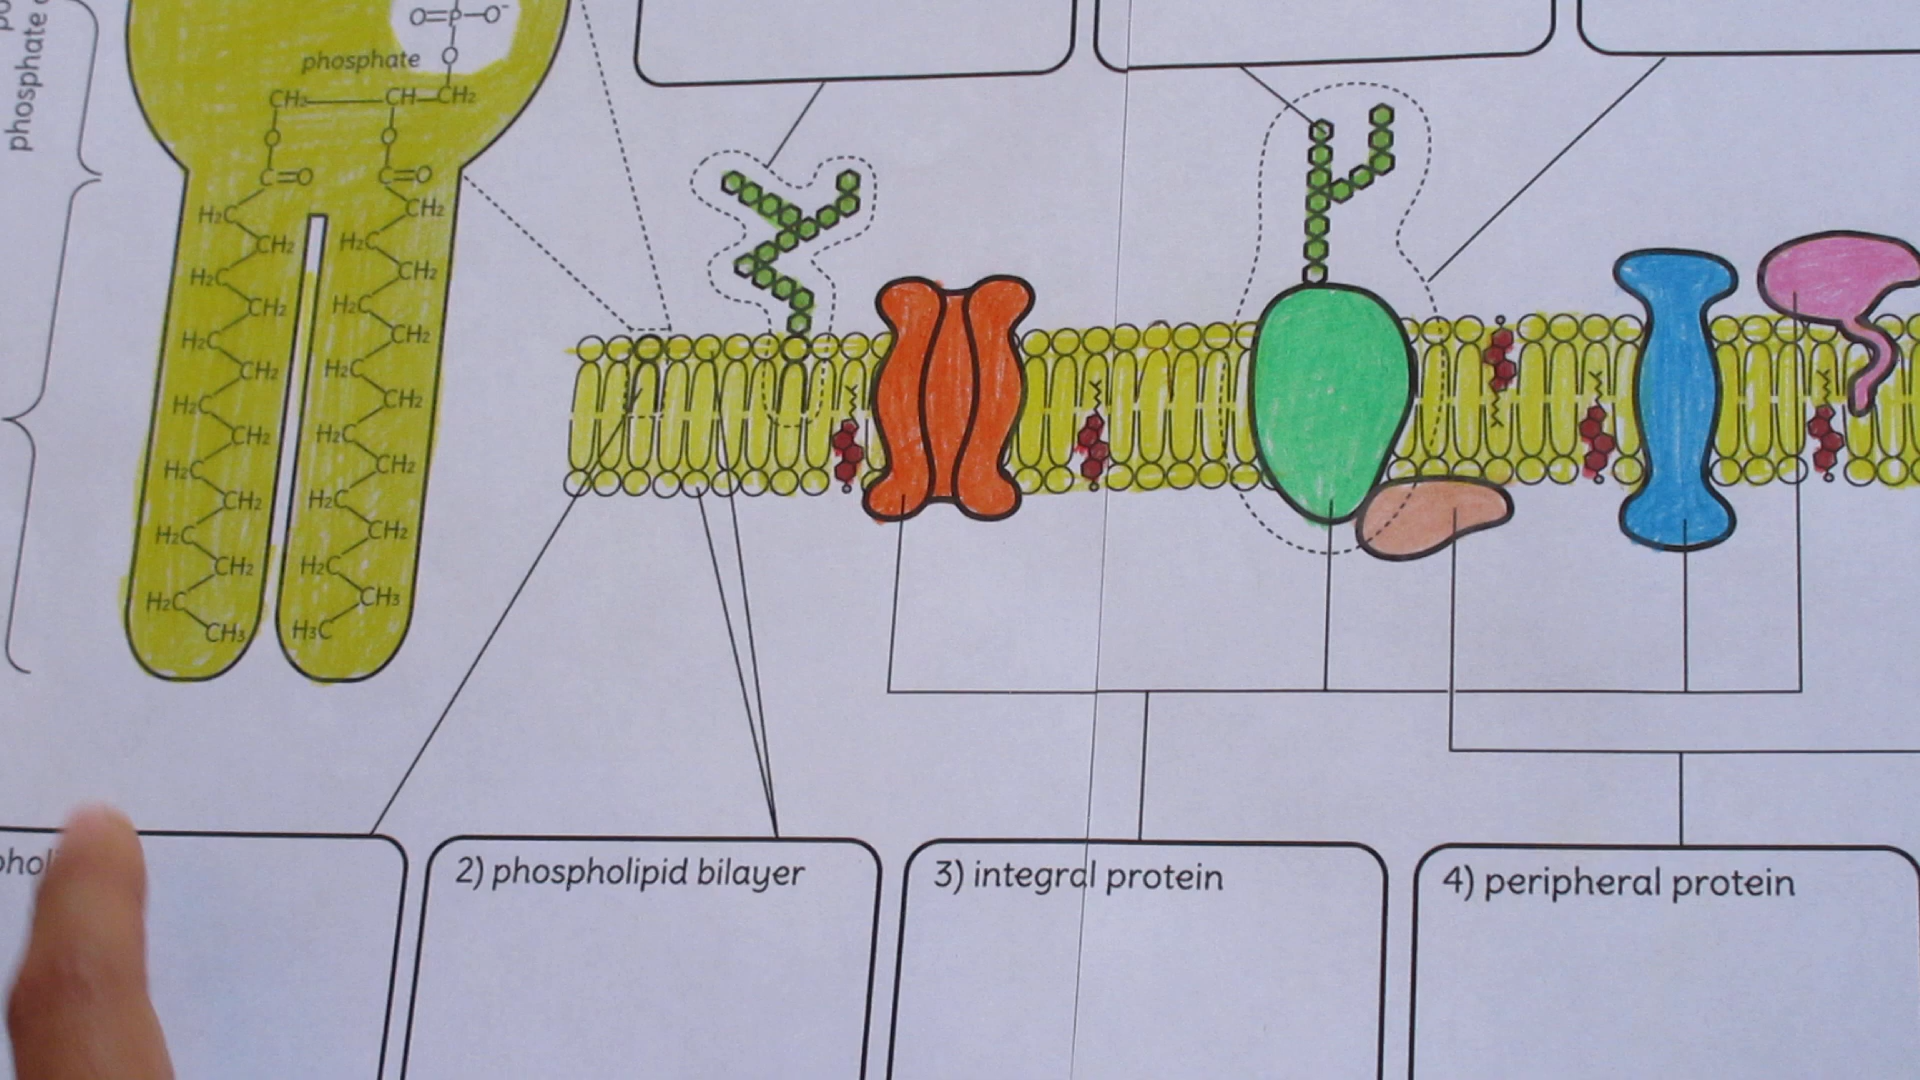 phosphate
O=P—O⁻
O
phosphate
CH₂ CH—CH₂
O O
C=O C=O
H₂C CH₂
CH₂ H₂C
H₂C CH₂
CH₂ H₂C
H₂C CH₂
CH₂ H₂C
H₂C CH₂
CH₂ H₂C
H₂C CH₂
CH₂ H₂C
H₂C CH₂
CH₂ H₂C
H₂C CH₃
CH₃ H₃C
2) phospholipid bilayer
3) integral protein
4) peripheral protein